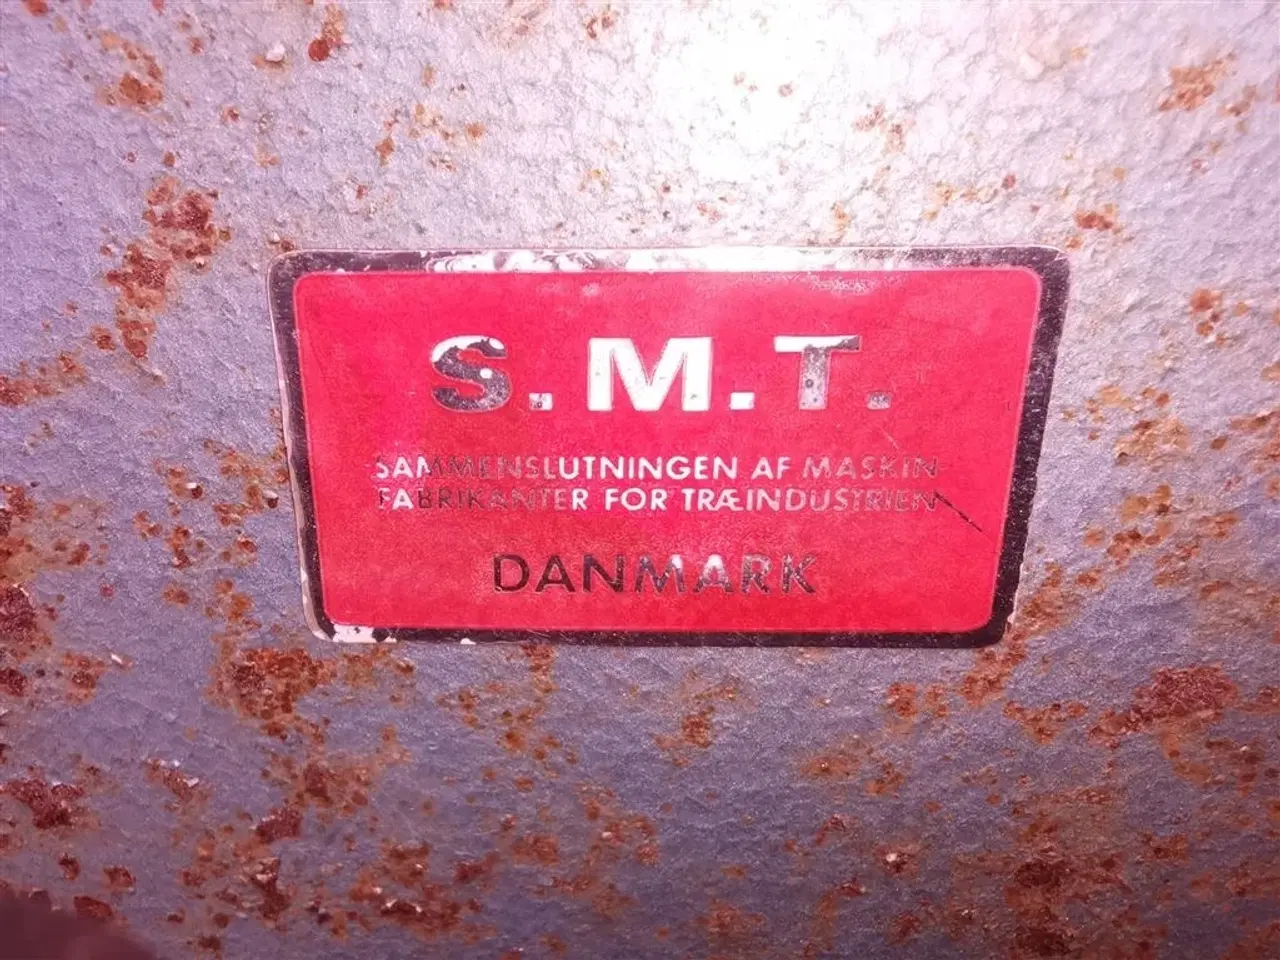 S.M.T.
SAMMENSLUTNINGEN AF MASKIN
FABRIKANTER FOR TRÆINDUSTRIEN
DANMARK